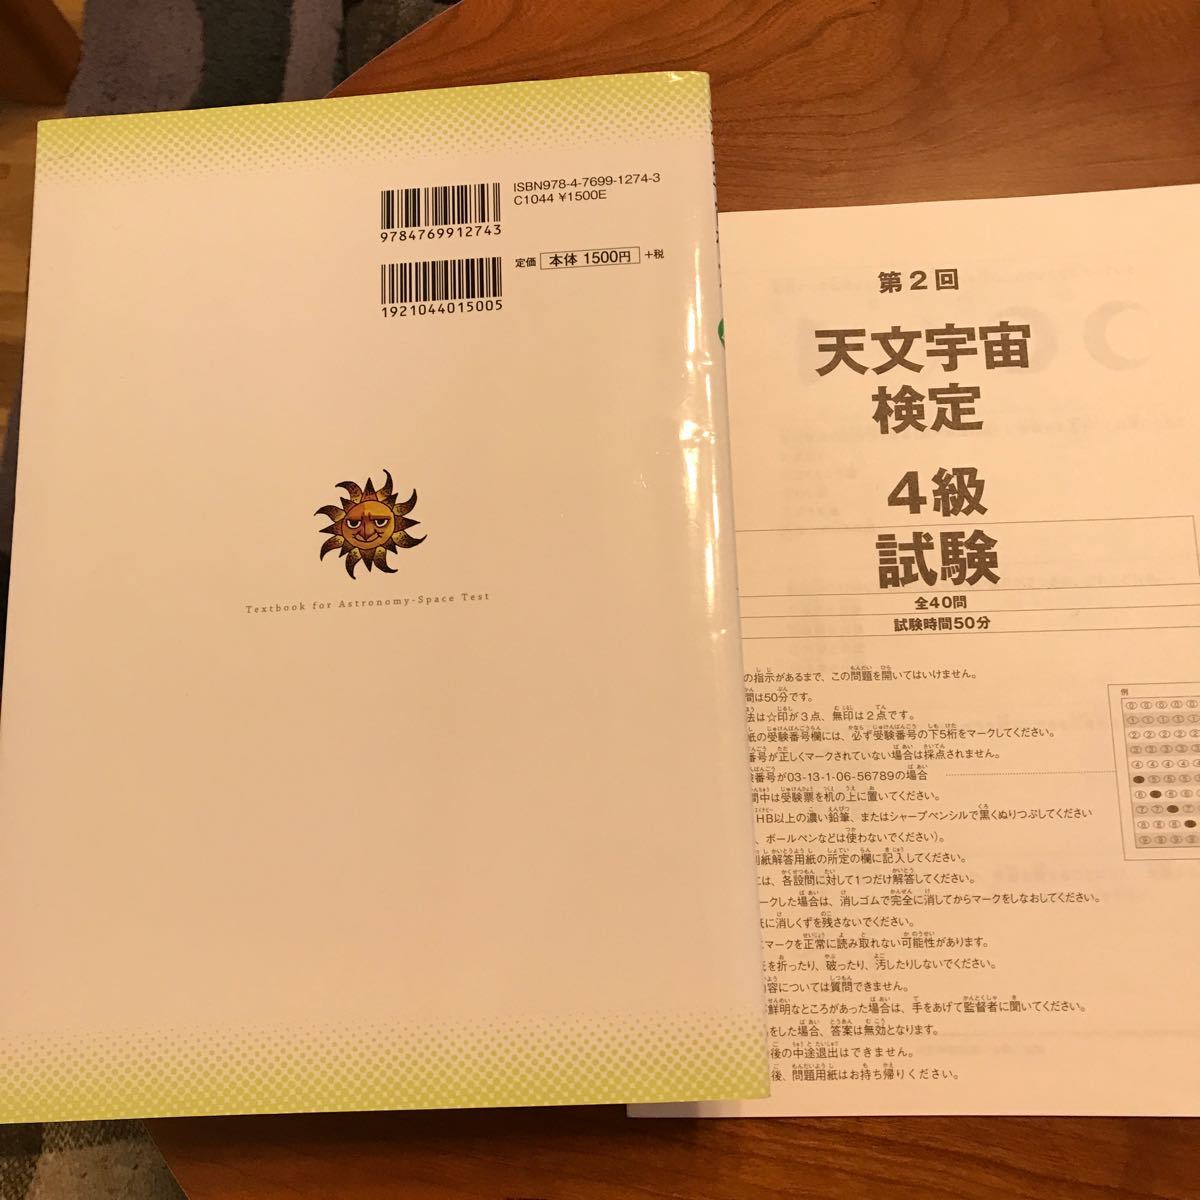 ISBN978-4-7699-1274-3
C1044 ¥1500E
9784769912743
定価 本体 1500円 +税
1921044015005
Textbook for Astronomy-Space Test
第2回
天文宇宙
検定
4級
試験
全40問
試験時間50分
の指示があるまで、この問題を開いてはいけません。
間は50分です。
法は☆印が3点、無印は2点です。
紙の受験番号欄には、必ず受験番号の下5桁をマークしてください。
番号が正しくマークされていない場合は採点されません。
験番号が03-13-1-06-56789の場合
間中は受験票を机の上に置いてください。
HB以上の濃い鉛筆、またはシャープペンシルで黒くぬりつぶしてください
、ボールペンなどは使わないでください)。
別紙解答用紙の所定の欄に記入してください。
には、各設問に対して1つだけ解答してください。
ークした場合は、消しゴムで完全に消してからマークをしなおしてください。
紙に消しくずを残さないでください。
にマークを正常に読み取れない可能性があります。
氏を折ったり、破ったり、汚したりしないでください。
内容については質問できません。
鮮明なところがあった場合は、手をあげて監督者に聞いてください。
をした場合、答案は無効となります。
後の中途退出はできません。
後、問題用紙はお持ち帰りください。
例